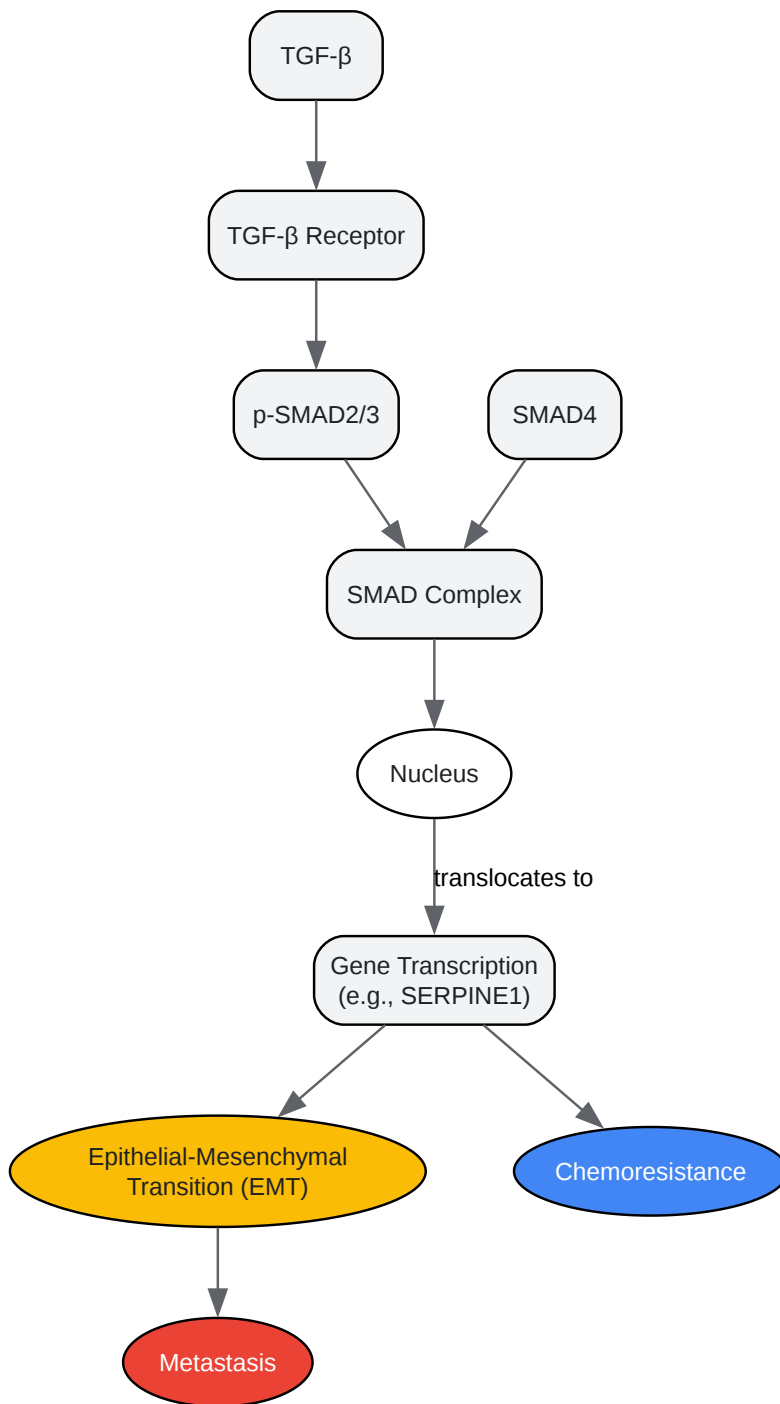 TGF-β
TGF-β Receptor
p-SMAD2/3
SMAD4
SMAD Complex
Nucleus
translocates to
Gene Transcription
(e.g., SERPINE1)
Epithelial-Mesenchymal
Transition (EMT)
Chemoresistance
Metastasis